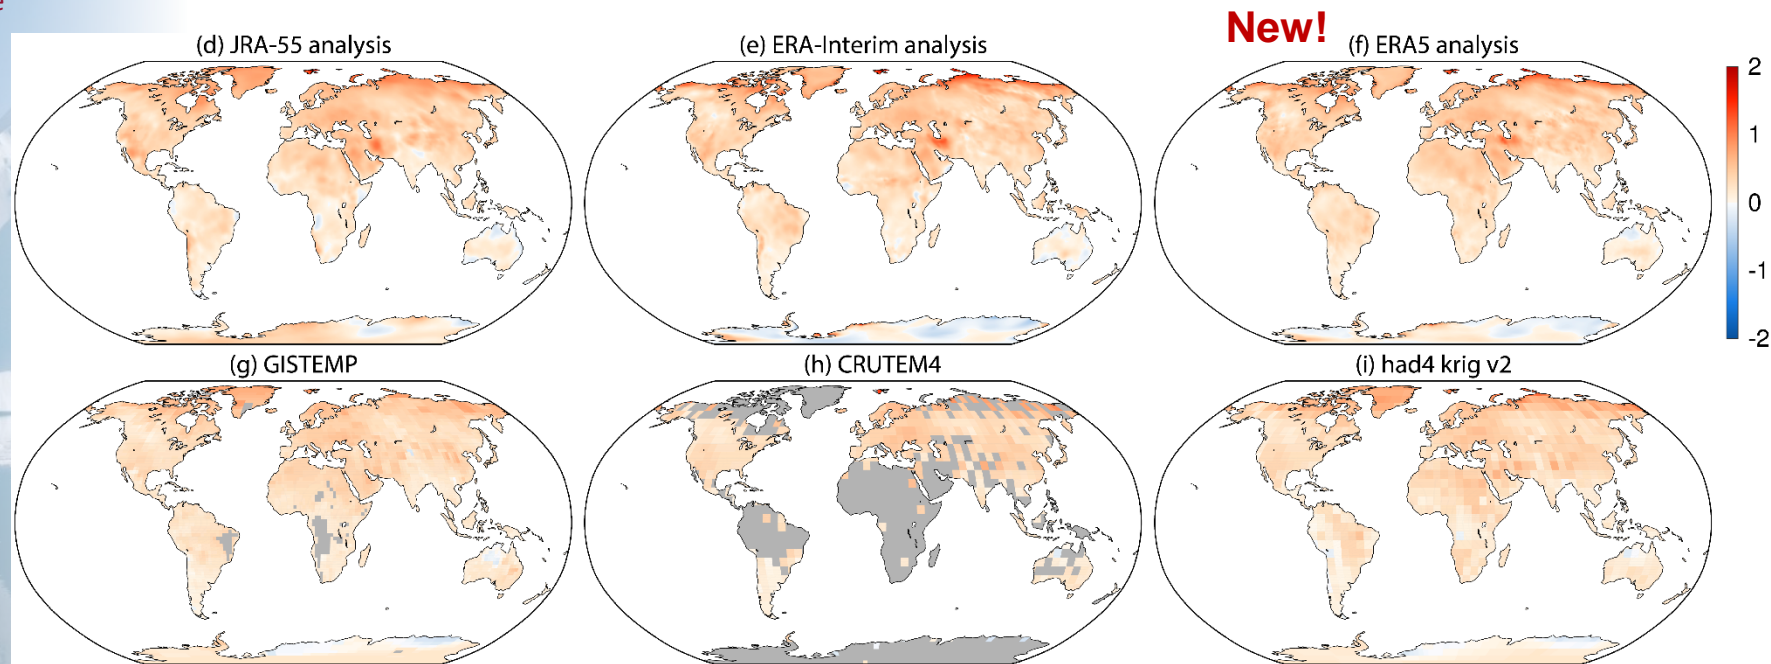 New!
(d) JRA-55 analysis
(e) ERA-Interim analysis
(f) ERA5 analysis
2
1
0
-1
-2
(g) GISTEMP
(h) CRUTEM4
(i) had4 krig v2